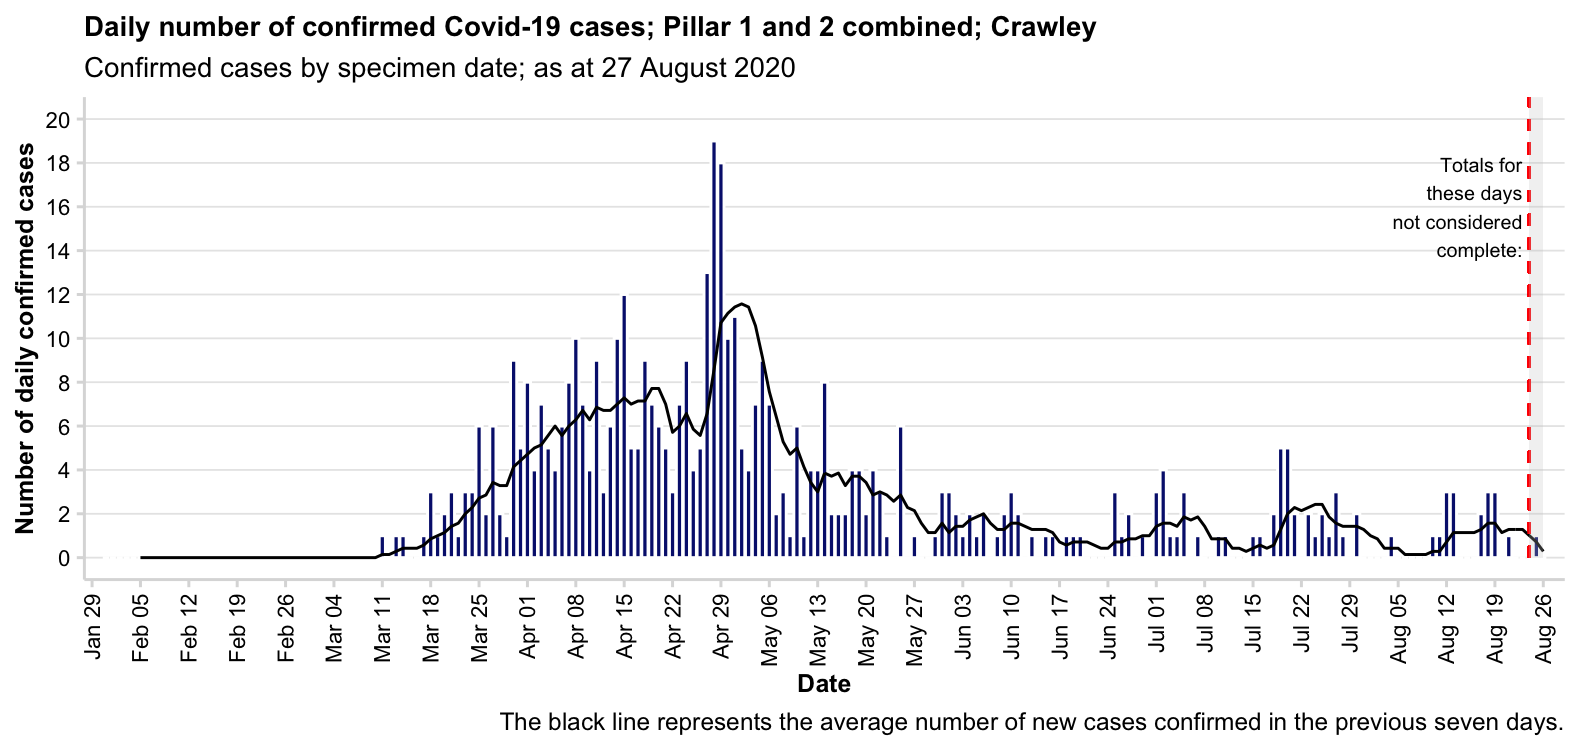 Daily number of confirmed Covid-19 cases; Pillar 1 and 2 combined; Crawley
Confirmed cases by specimen date; as at 27 August 2020
Number of daily confirmed cases
20
18
16
14
12
10
8
6
4
2
0
Totals for
these days
not considered
complete:
Jan 29
Feb 05
Feb 12
Feb 19
Feb 26
Mar 04
Mar 11
Mar 18
Mar 25
Apr 01
Apr 08
Apr 15
Apr 22
Apr 29
May 06
May 13
May 20
May 27
Jun 03
Jun 10
Jun 17
Jun 24
Jul 01
Jul 08
Jul 15
Jul 22
Jul 29
Aug 05
Aug 12
Aug 19
Aug 26
Date
The black line represents the average number of new cases confirmed in the previous seven days.